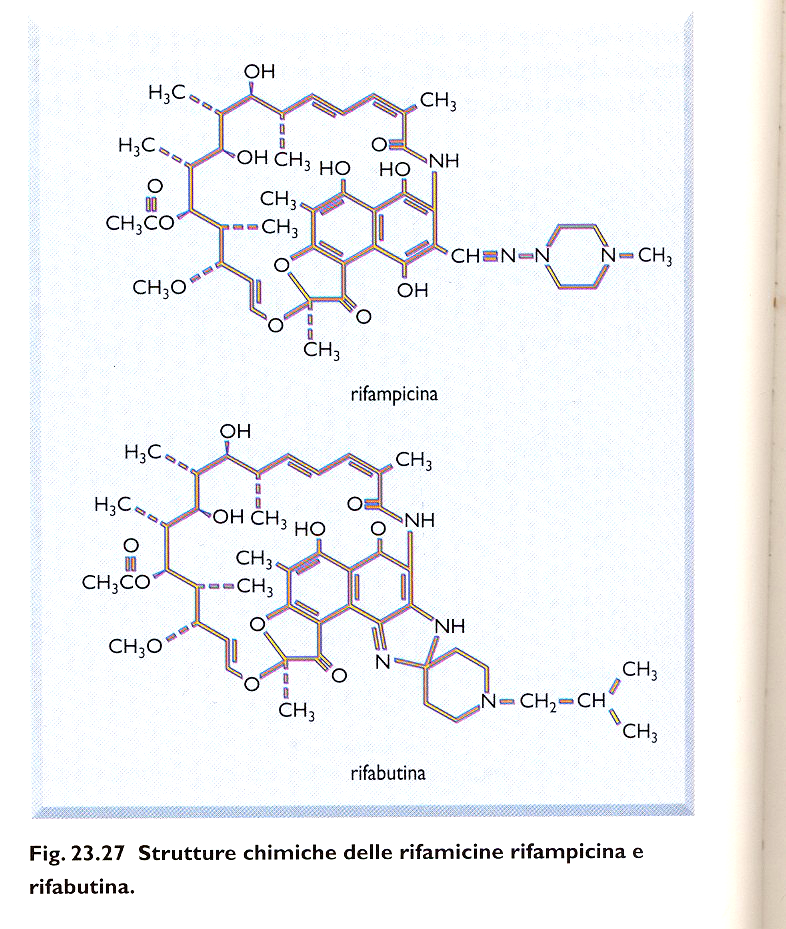 OH
H₃C
CH₃
O
NH
H₃C
OH
CH₃
HO
HO
O
CH₃CO
CH₃
CH₃
CH₃O
O
CH=N
N
N
CH₃
OH
O
O
CH₃
rifampicina
OH
H₃C
CH₃
O
NH
H₃C
OH
CH₃
HO
O
O
CH₃CO
CH₃
CH₃
CH₃O
O
NH
N
O
O
CH₃
N
CH₂
CH
CH₃
CH₃
rifabutina
Fig. 23.27 Strutture chimiche delle rifamicine rifampicina e
rifabutina.